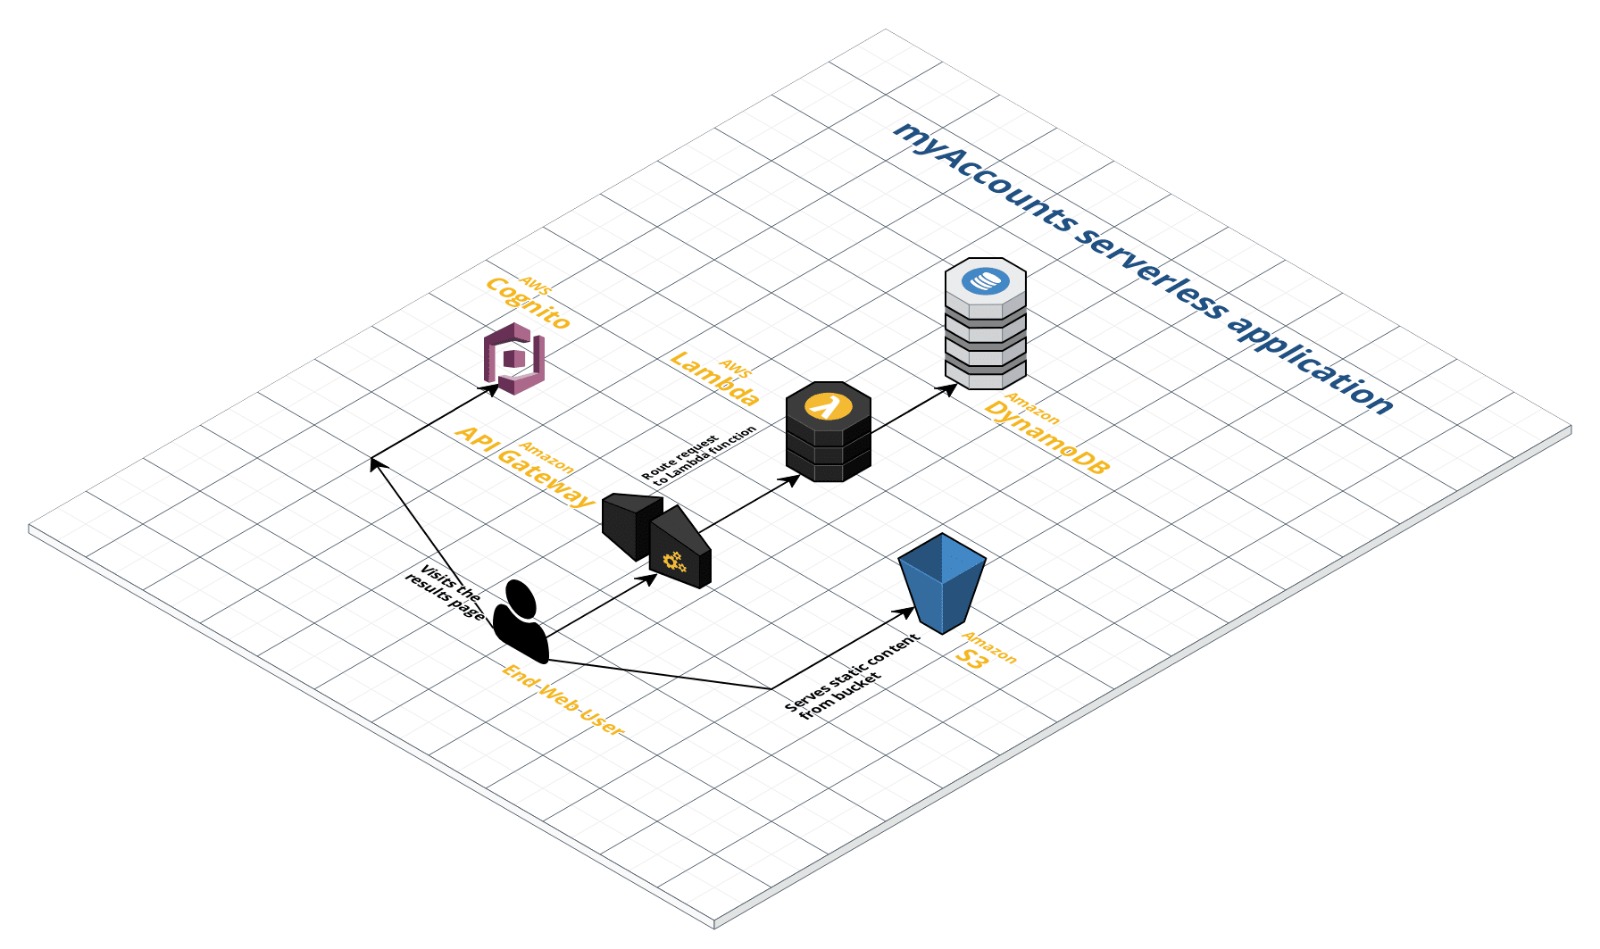 myAccounts serverless application
AWS
Cognito
AWS
Lambda
Amazon
DynamoDB
Amazon
API Gateway
Route request
to Lambda function
Visits the
results page
End-Web-User
Serves static content
from bucket
Amazon
S3